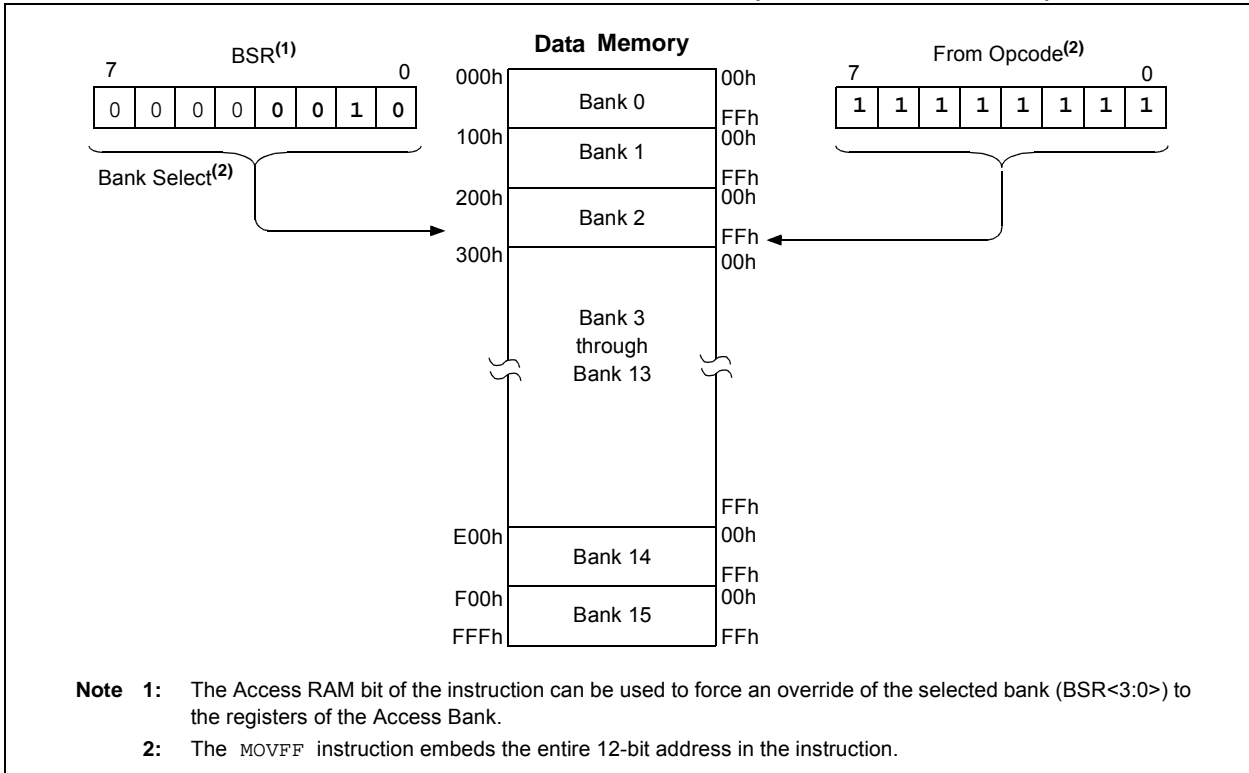 Data Memory
BSR(1)
7 0
0 0 0 0 0 0 1 0
Bank Select(2)
From Opcode(2)
7 0
1 1 1 1 1 1 1 1
000h 00h
Bank 0
FFh
100h 00h
Bank 1
FFh
200h 00h
Bank 2
FFh
300h 00h
Bank 3
through
Bank 13
FFh
E00h 00h
Bank 14
FFh
F00h 00h
Bank 15
FFFh FFh
Note 1: The Access RAM bit of the instruction can be used to force an override of the selected bank (BSR<3:0>) to
the registers of the Access Bank.
2: The MOVFF instruction embeds the entire 12-bit address in the instruction.